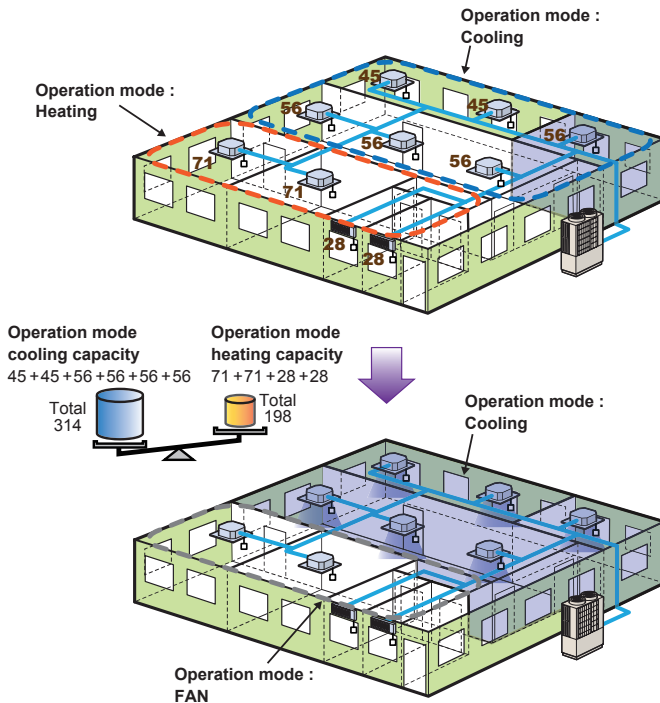 Operation mode :
Cooling
Operation mode :
Heating
45
45
56
56
56
56
71
71
28
28
Operation mode
cooling capacity
45+45+56+56+56+56
Total
314
Operation mode
heating capacity
71+71+28+28
Total
198
Operation mode :
Cooling
Operation mode :
FAN